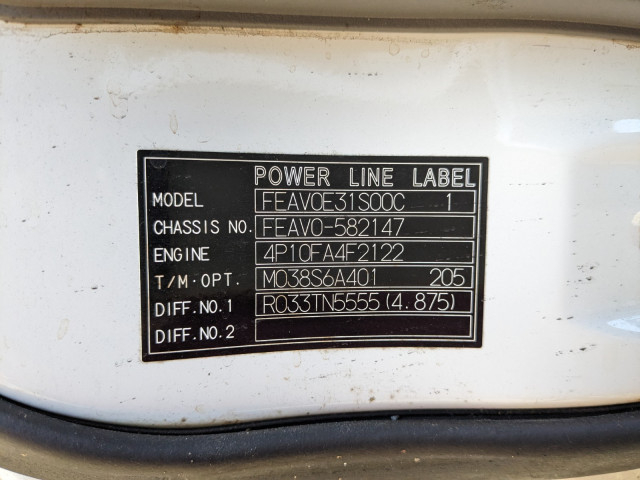 POWER LINE LABEL
MODEL FEAV0E31S00C 1
CHASSIS NO. FEAV0-582147
ENGINE 4P10FA4F2122
T/M·OPT. M038S6A401 205
DIFF.NO.1 R033TN5555(4.875)
DIFF.NO.2